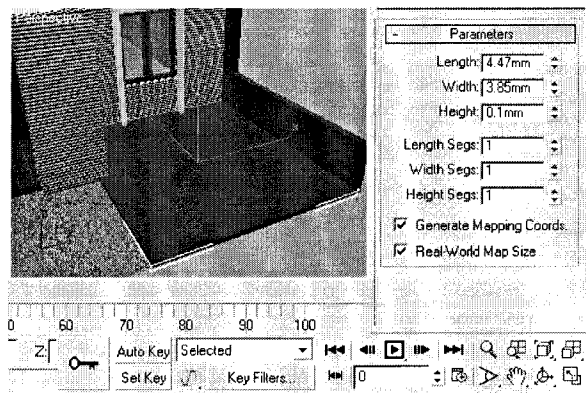 Perspective
- Parameters
Length: 4.47mm
Width: 3.85mm
Height: 0.1mm
Length Segs: 1
Width Segs: 1
Height Segs: 1
Generate Mapping Coords.
Real-World Map Size
0 60 70 80 90 100
Z: Auto Key Selected
Set Key Key Filters... 0